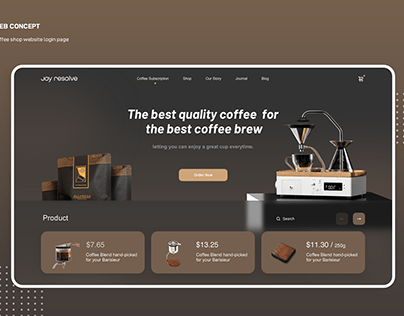 EB CONCEPT
ffee shop website login page
Joy resolve
Coffee Subscription Shop Our Story Journal Blog
The best quality coffee for
the best coffee brew
letting you can enjoy a great cup everytime.
Order Now
Product
Search
$7.65
Coffee Blend hand-picked
for your Barisieur
$13.25
Coffee Blend hand-picked
for your Barisieur
$11.30 / 250g
Coffee Blend hand-picked
for your Barisieur